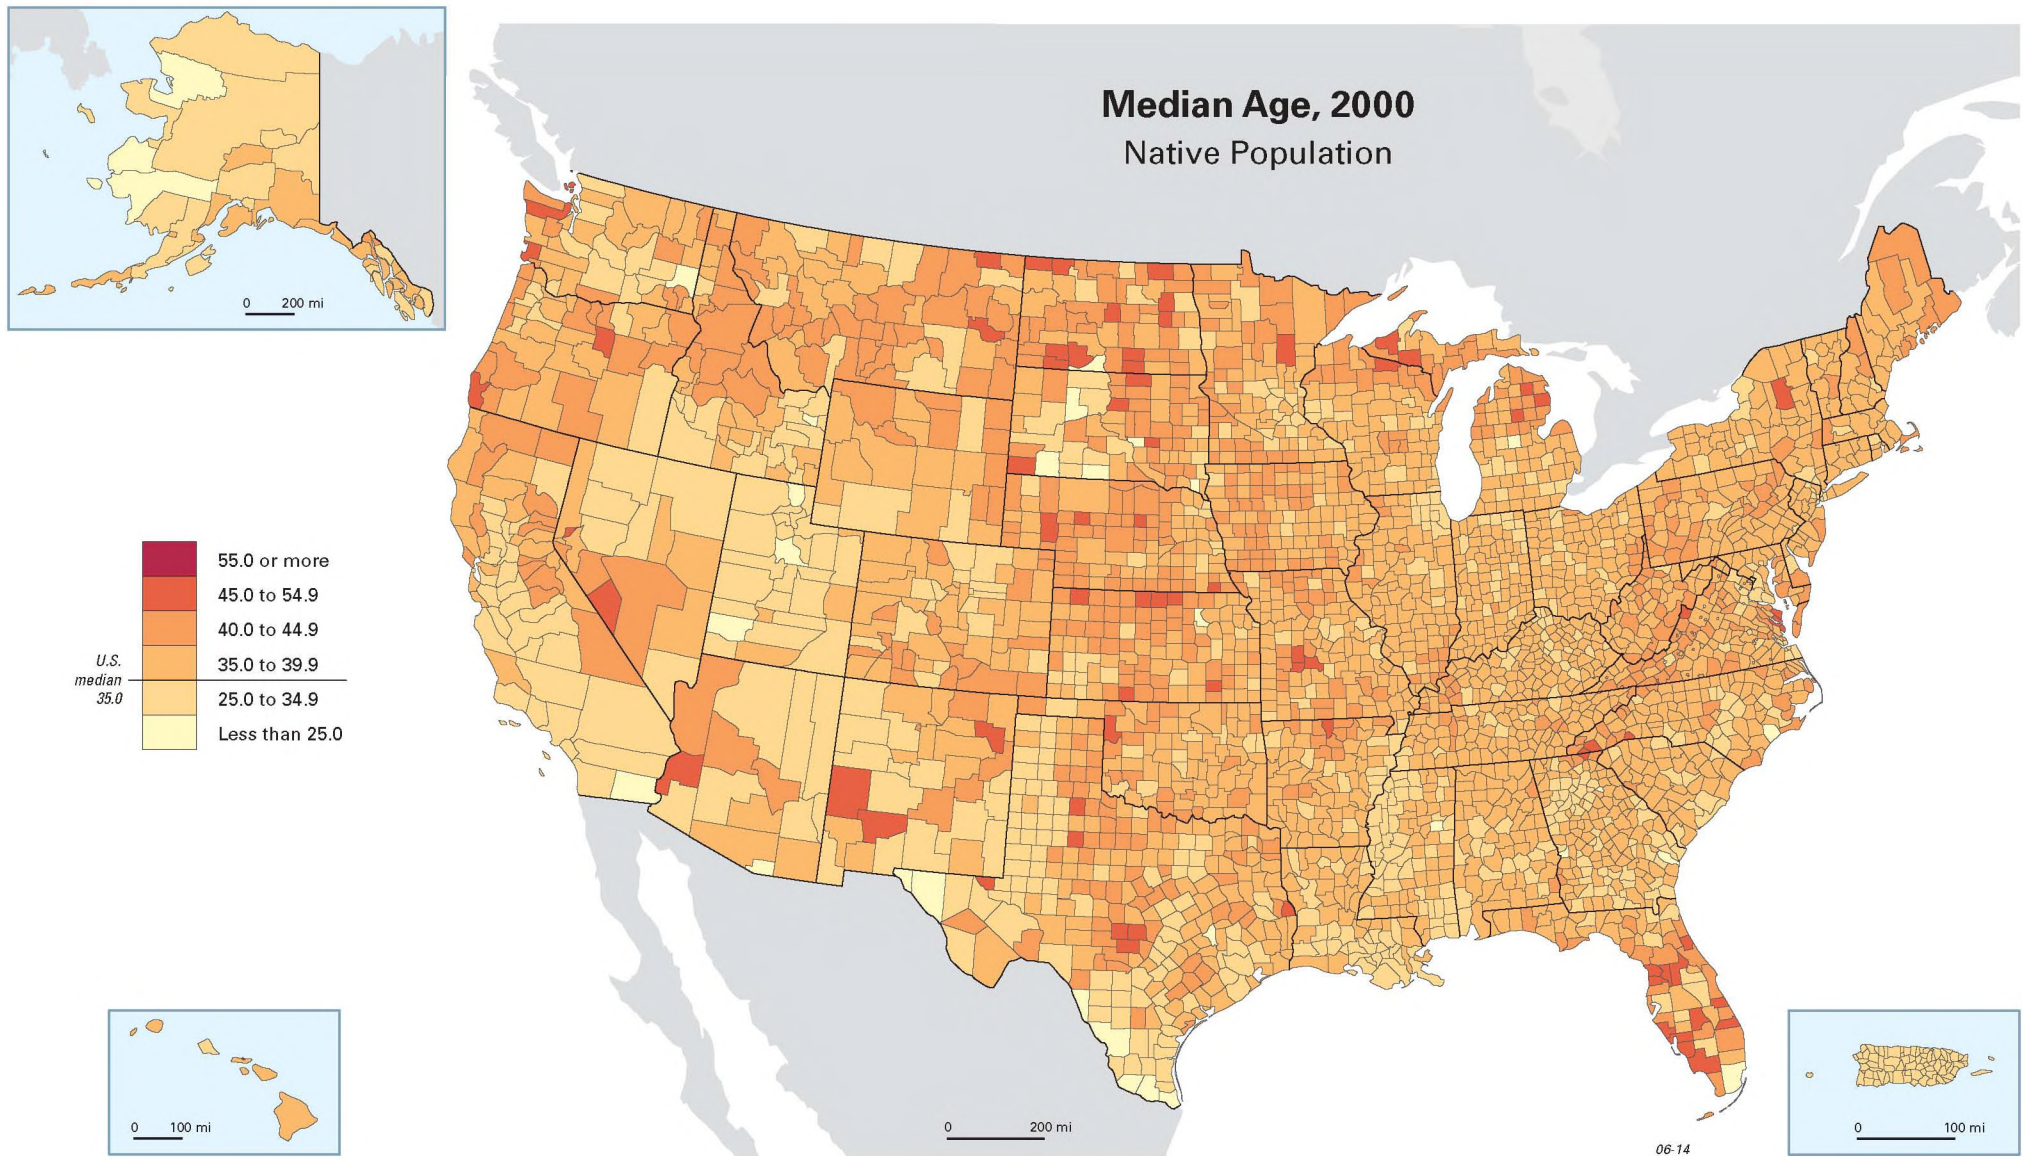 Median Age, 2000
Native Population
0 200 mi
55.0 or more
45.0 to 54.9
40.0 to 44.9
35.0 to 39.9
U.S.
median
35.0
25.0 to 34.9
Less than 25.0
0 100 mi
0 200 mi
0 100 mi
06-14